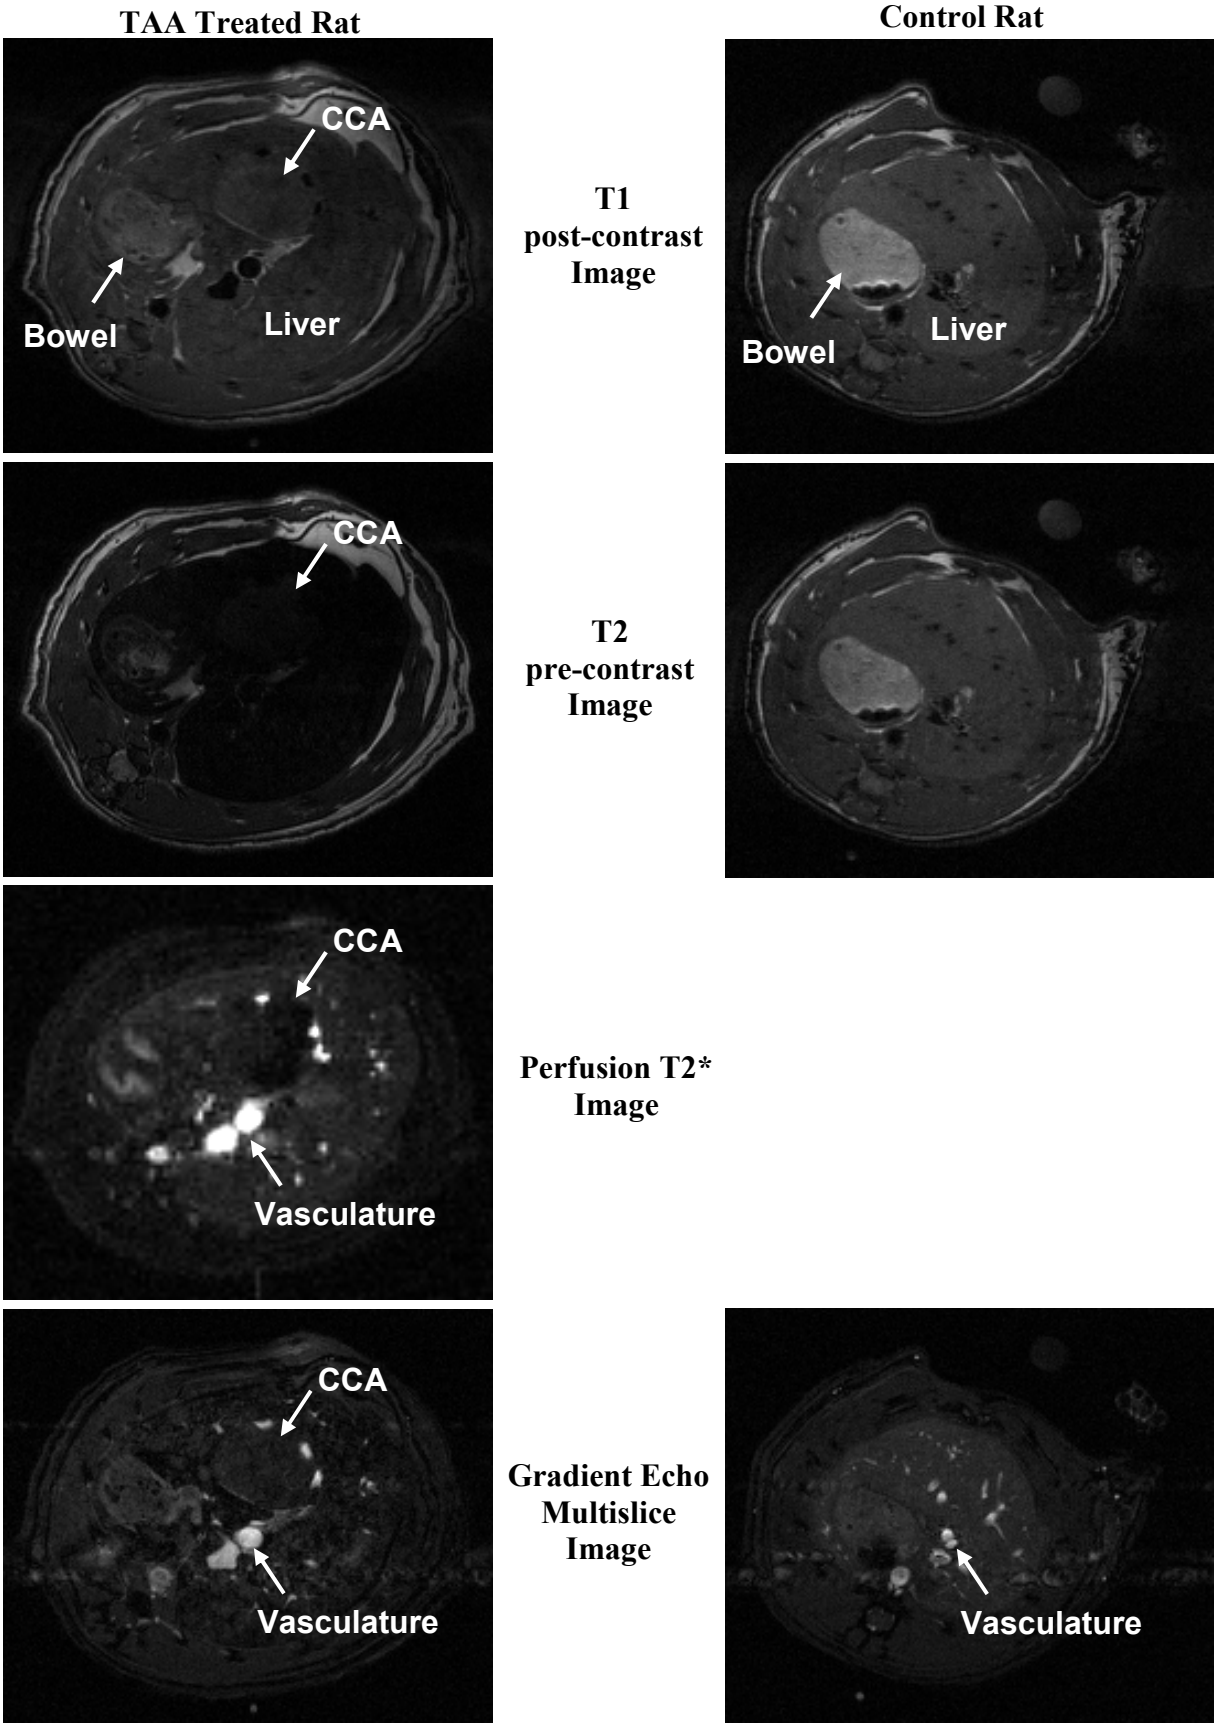 TAA Treated Rat
Control Rat
CCA
Bowel
Liver
T1
post-contrast
Image
Bowel
Liver
CCA
T2
pre-contrast
Image
CCA
Vasculature
Perfusion T2*
Image
CCA
Vasculature
Gradient Echo
Multislice
Image
Vasculature